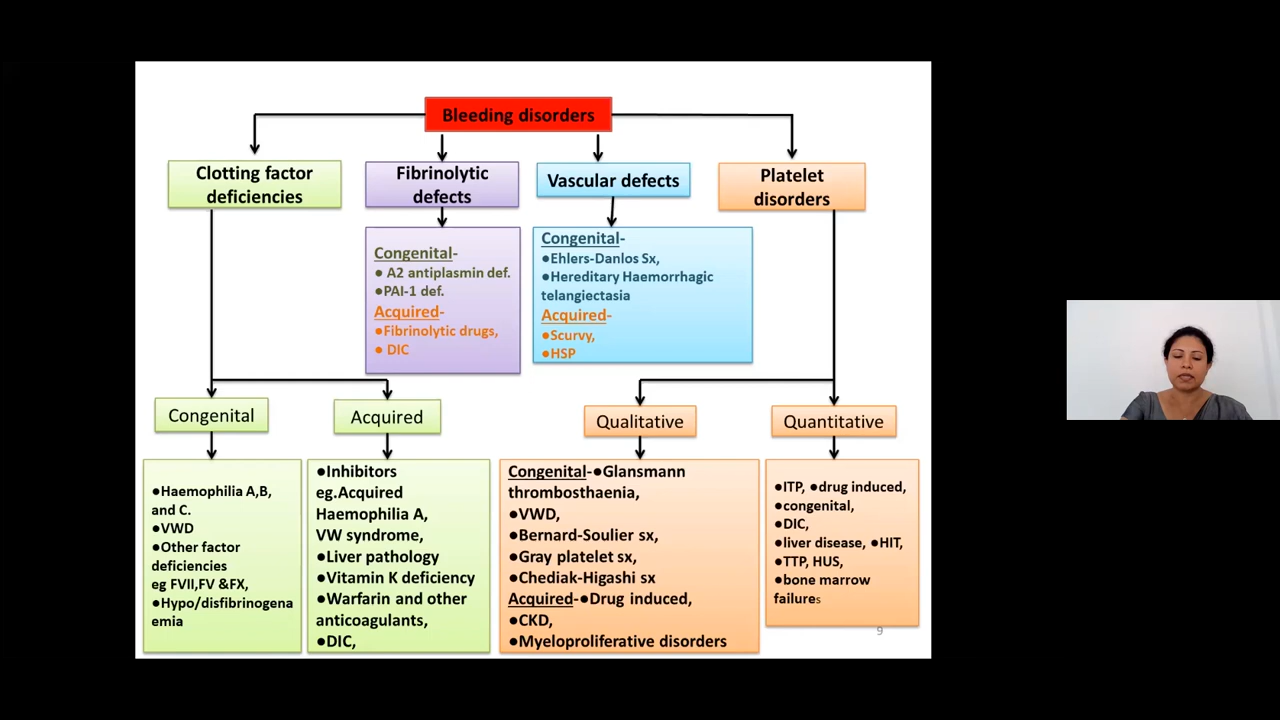 Bleeding disorders
Clotting factor
deficiencies
Fibrinolytic
defects
Vascular defects
Platelet
disorders
Congenital-
● A2 antiplasmin def.
●PAI-1 def.
Acquired-
●Fibrinolytic drugs,
● DIC
Congenital-
●Ehlers-Danlos Sx,
●Hereditary Haemorrhagic
telangiectasia
Acquired-
●Scurvy,
●HSP
Congenital
Acquired
Qualitative
Quantitative
●Haemophilia A,B,
and C.
●VWD
●Other factor
deficiencies
eg FVII,FV &FX,
●Hypo/disfibrinogena
emia
●Inhibitors
eg.Acquired
Haemophilia A,
VW syndrome,
●Liver pathology
●Vitamin K deficiency
●Warfarin and other
anticoagulants,
●DIC,
Congenital-●Glansmann
thrombosthaenia,
●VWD,
●Bernard-Soulier sx,
●Gray platelet sx,
●Chediak-Higashi sx
Acquired-●Drug induced,
●CKD,
●Myeloproliferative disorders
●ITP, ●drug induced,
●congenital,
●DIC,
●liver disease, ●HIT,
●TTP, HUS,
●bone marrow
failures
9